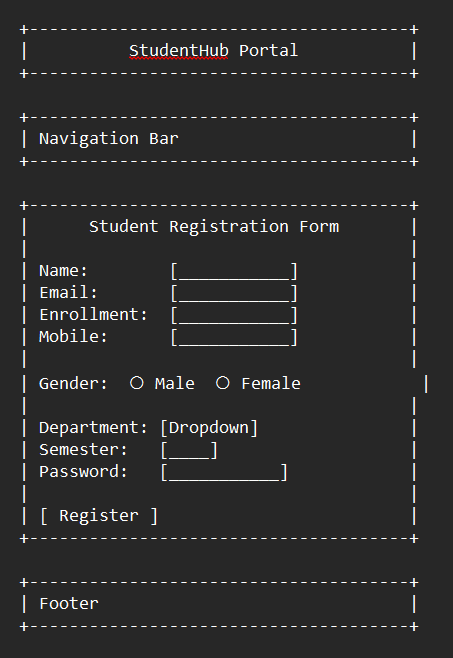 +--------------------------------------+
|          StudentHub Portal           |
+--------------------------------------+
+--------------------------------------+
| Navigation Bar                       |
+--------------------------------------+
+--------------------------------------+
|      Student Registration Form       |
|                                      |
| Name:        [___________]           |
| Email:       [___________]           |
| Enrollment:  [___________]           |
| Mobile:      [___________]           |
|                                      |
| Gender:  ○ Male  ○ Female            |
|                                      |
| Department: [Dropdown]               |
| Semester:   [____]                   |
| Password:   [___________]            |
|                                      |
| [ Register ]                         |
+--------------------------------------+
+--------------------------------------+
| Footer                               |
+--------------------------------------+